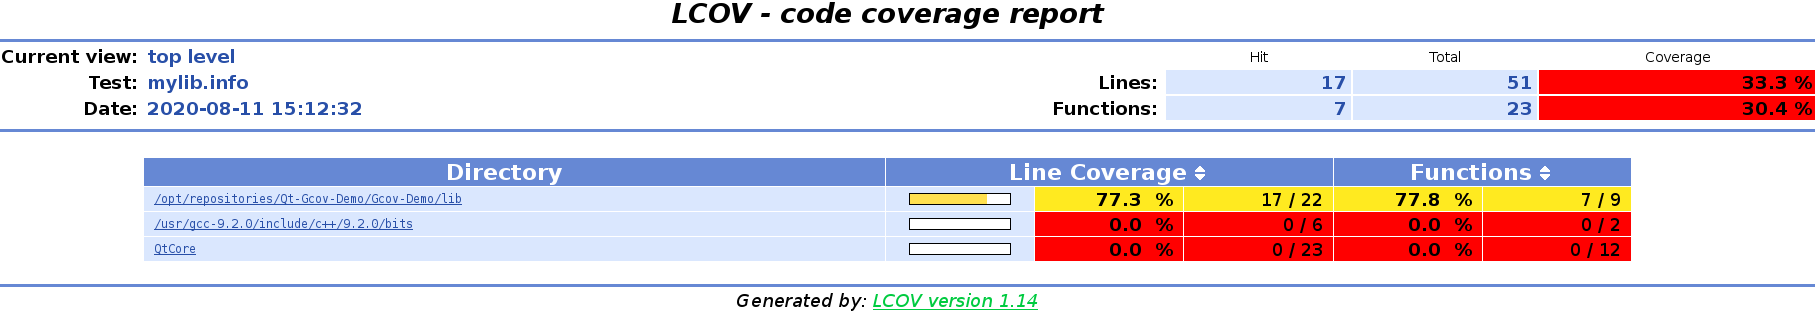 LCOV - code coverage report
Current view: top level Hit Total Coverage
Test: mylib.info Lines: 17 51 33.3 %
Date: 2020-08-11 15:12:32 Functions: 7 23 30.4 %
Directory Line Coverage Functions
/opt/repositories/Qt-Gcov-Demo/Gcov-Demo/lib 77.3 % 17 / 22 77.8 % 7 / 9
/usr/gcc-9.2.0/include/c++/9.2.0/bits 0.0 % 0 / 6 0.0 % 0 / 2
QtCore 0.0 % 0 / 23 0.0 % 0 / 12
Generated by: LCOV version 1.14